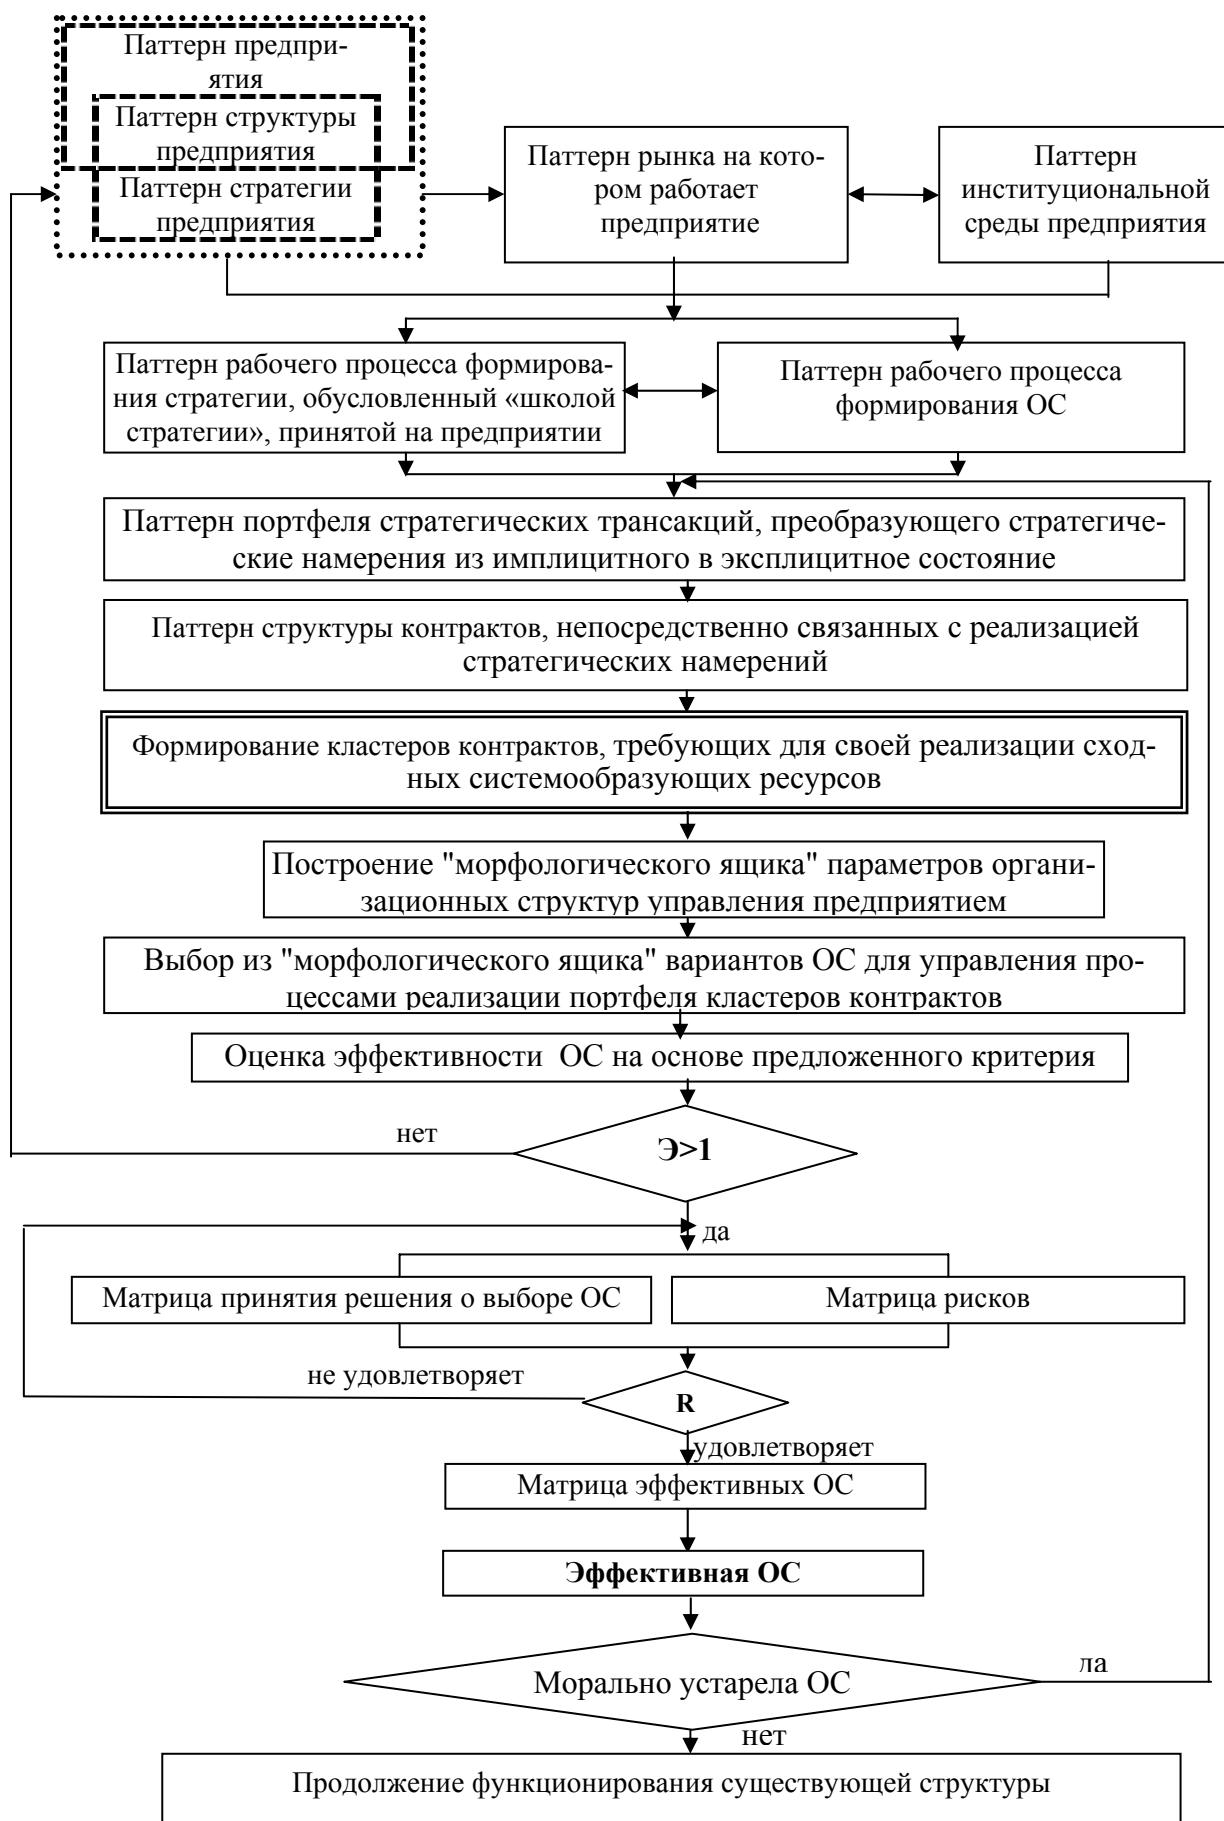 Паттерн предпри-
ятия
Паттерн структуры
предприятия
Паттерн стратегии
предприятия
Паттерн рынка на кото-
ром работает
предприятие
Паттерн
институциональной
среды предприятия
Паттерн рабочего процесса формирова-
ния стратегии, обусловленный «школой
стратегии», принятой на предприятии
Паттерн рабочего процесса
формирования ОС
Паттерн портфеля стратегических трансакций, преобразующего стратегиче-
ские намерения из имплицитного в эксплицитное состояние
Паттерн структуры контрактов, непосредственно связанных с реализацией
стратегических намерений
Формирование кластеров контрактов, требующих для своей реализации сход-
ных системообразующих ресурсов
Построение "морфологического ящика" параметров органи-
зационных структур управления предприятием
Выбор из "морфологического ящика" вариантов ОС для управления про-
цессами реализации портфеля кластеров контрактов
Оценка эффективности ОС на основе предложенного критерия
нет
Э>1
да
Матрица принятия решения о выборе ОС
Матрица рисков
не удовлетворяет
R
удовлетворяет
Матрица эффективных ОС
Эффективная ОС
да
Морально устарела ОС
нет
Продолжение функционирования существующей структуры